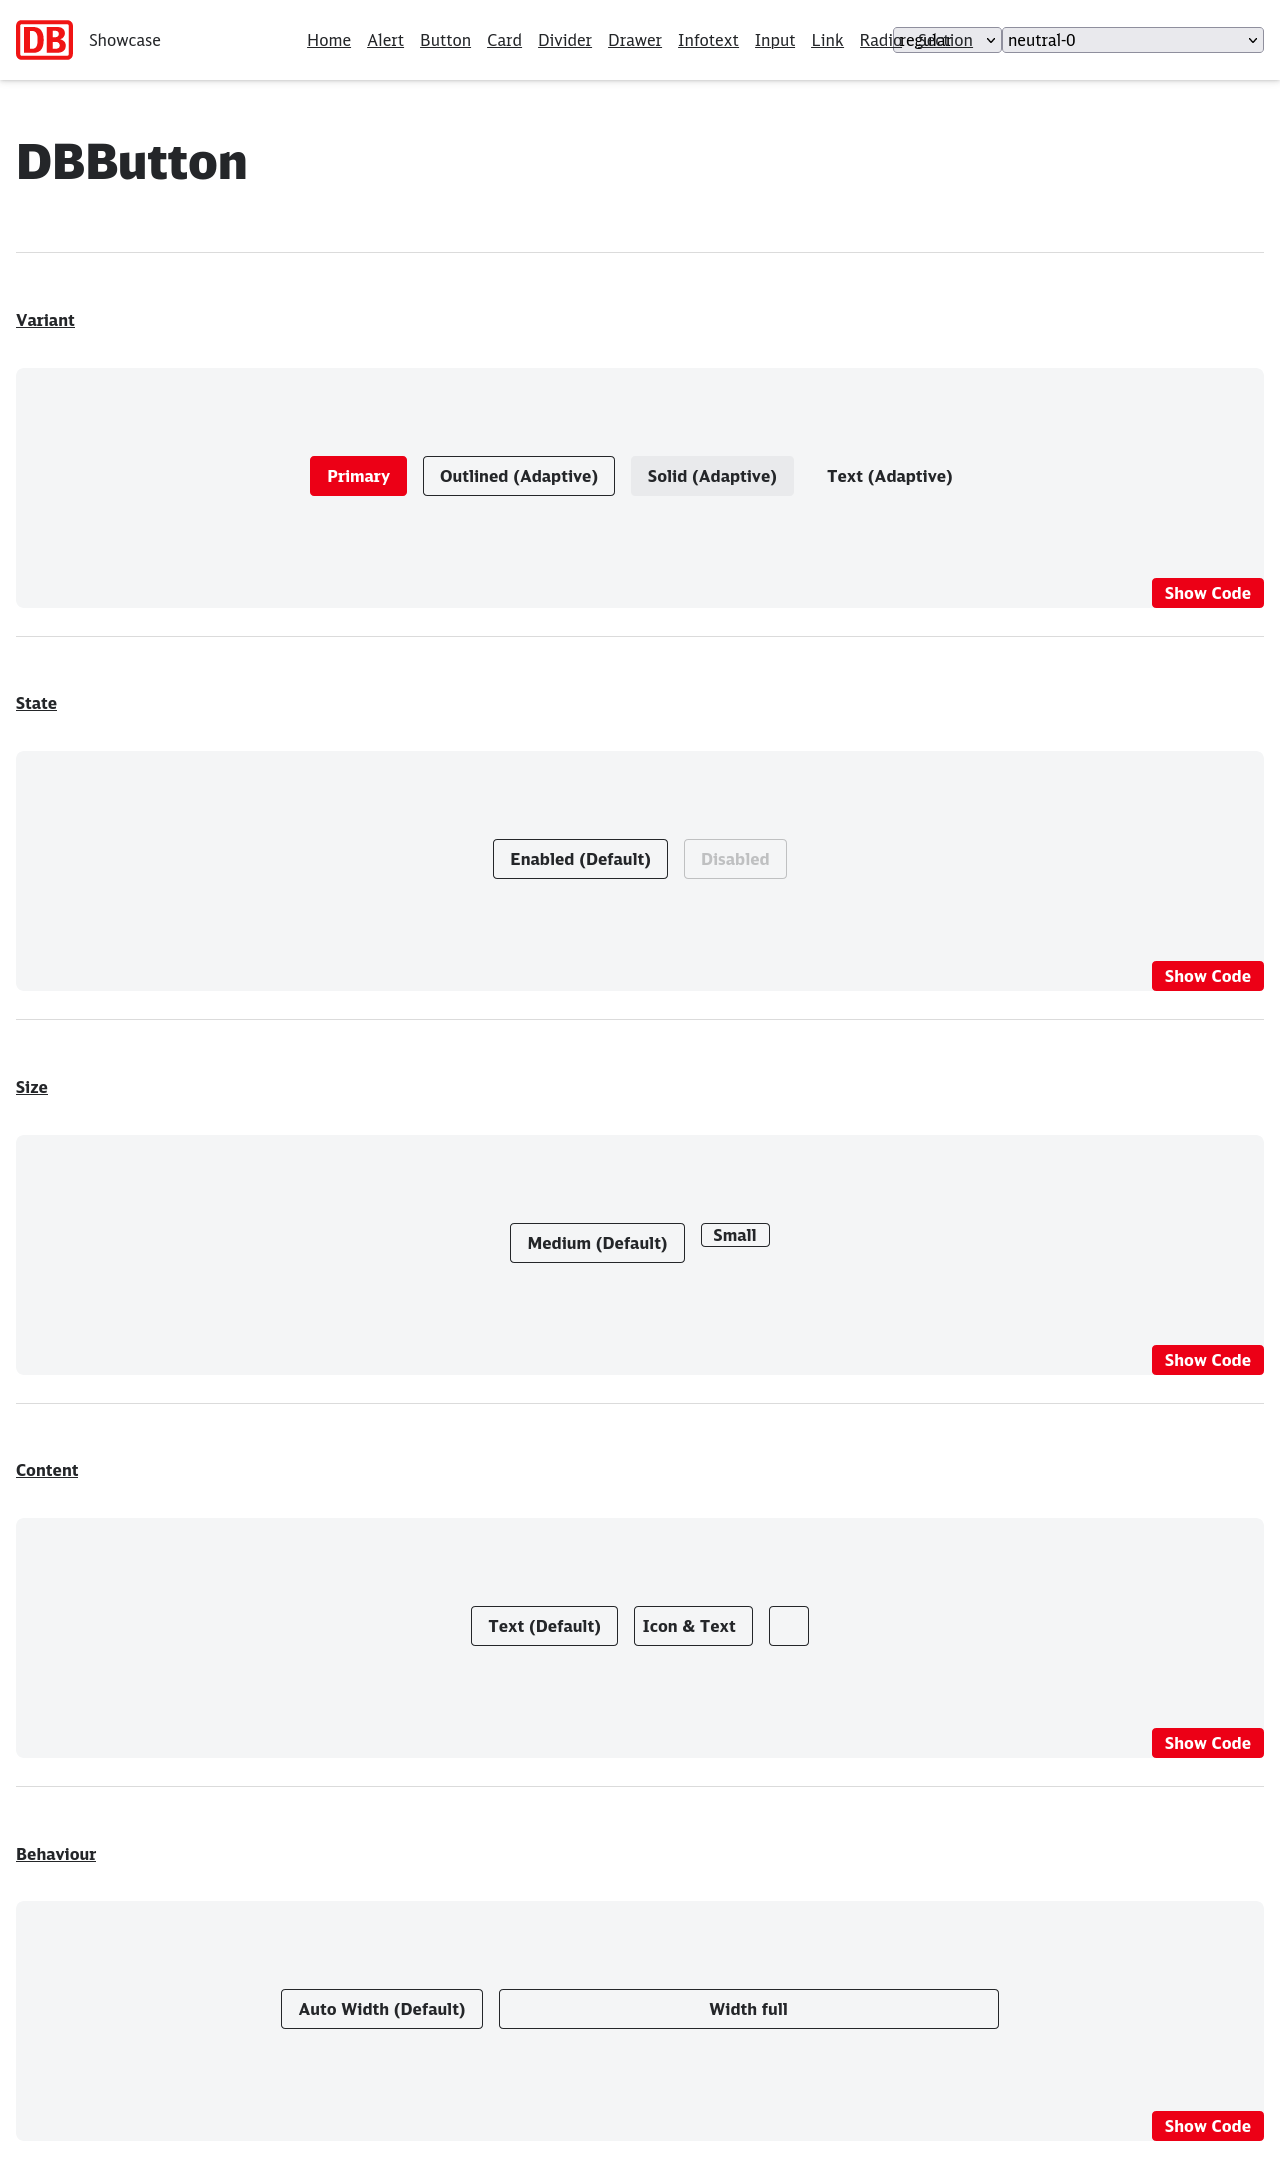 DB Showcase Home Alert Button Card Divider Drawer Infotext Input Link Radio Section regular neutral-0
DBButton
Variant
Primary Outlined (Adaptive) Solid (Adaptive) Text (Adaptive)
Show Code
State
Enabled (Default) Disabled
Show Code
Size
Medium (Default) Small
Show Code
Content
Text (Default) Icon & Text
Show Code
Behaviour
Auto Width (Default) Width full
Show Code